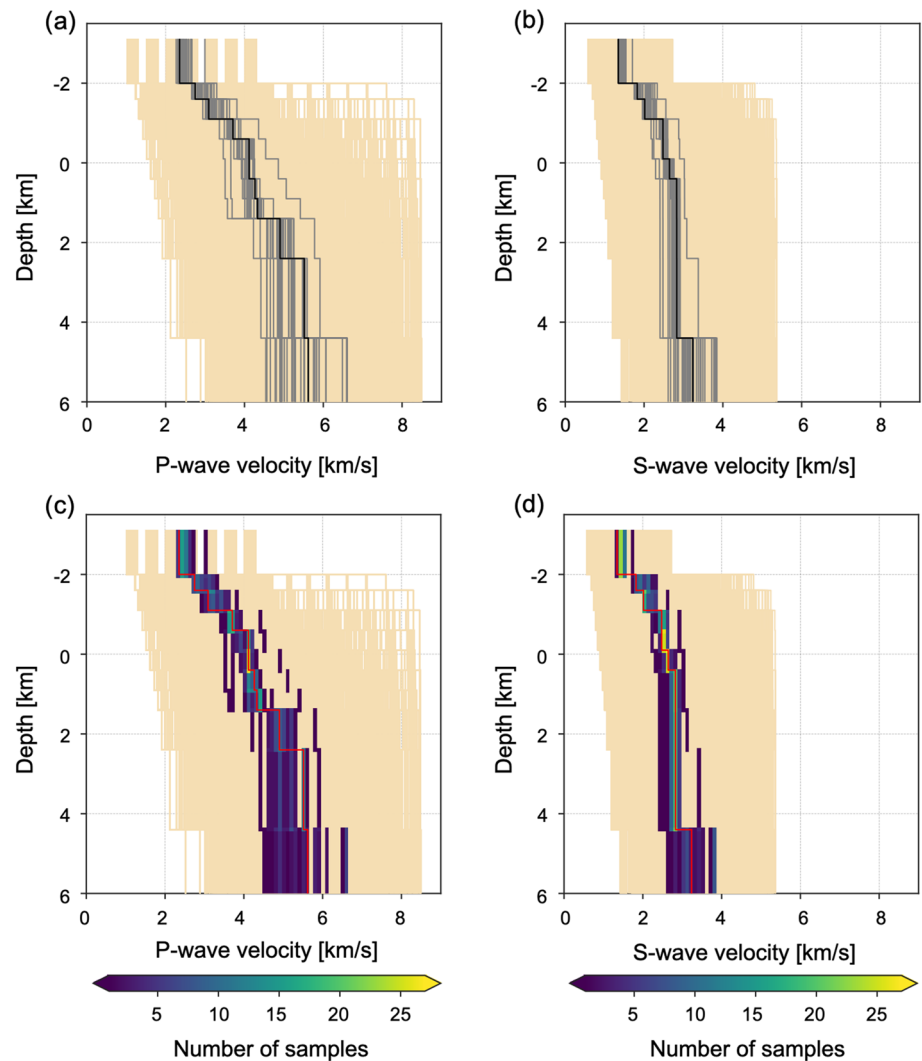 (a)
(b)
-2
0
2
4
6
Depth [km]
0 2 4 6 8
P-wave velocity [km/s]
-2
0
2
4
6
Depth [km]
0 2 4 6 8
S-wave velocity [km/s]
(c)
(d)
-2
0
2
4
6
Depth [km]
0 2 4 6 8
P-wave velocity [km/s]
-2
0
2
4
6
Depth [km]
0 2 4 6 8
S-wave velocity [km/s]
5 10 15 20 25
Number of samples
5 10 15 20 25
Number of samples